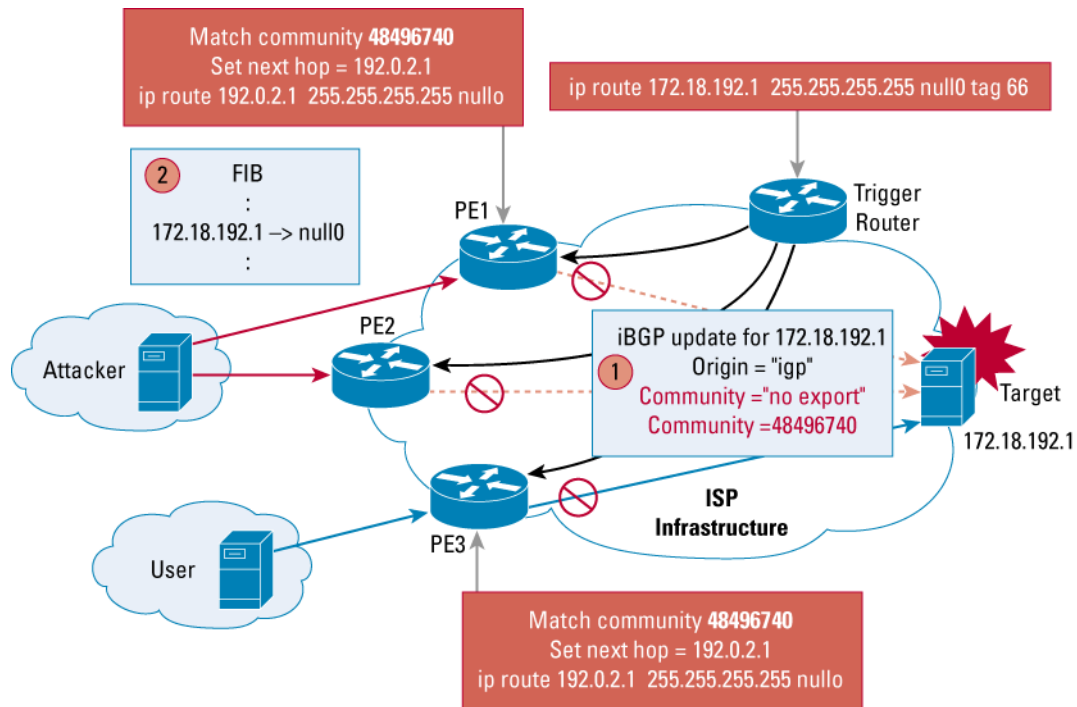 Match community 48496740
Set next hop = 192.0.2.1
ip route 192.0.2.1 255.255.255.255 nullo
ip route 172.18.192.1 255.255.255.255 null0 tag 66
2
FIB
:
172.18.192.1 –> null0
:
PE1
Trigger
Router
PE2
Attacker
1
iBGP update for 172.18.192.1
Origin = "igp"
Community ="no export"
Community =48496740
Target
172.18.192.1
ISP
Infrastructure
PE3
User
Match community 48496740
Set next hop = 192.0.2.1
ip route 192.0.2.1 255.255.255.255 nullo